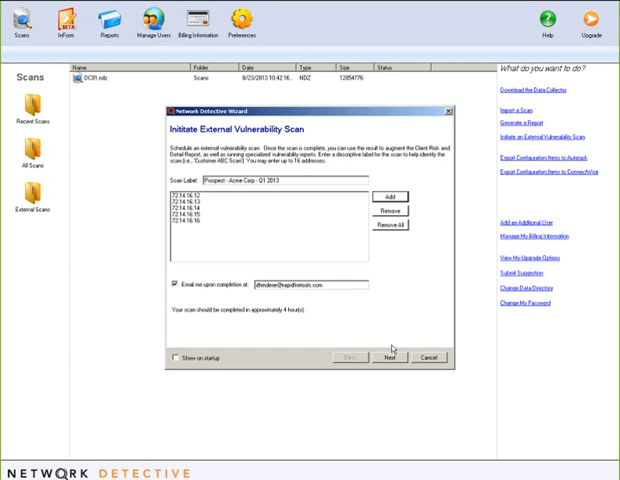 Scans
InForm
BETA
Reports
Manage Users
Billing Information
Preferences
Help
Upgrade
Name Folder Date Type Size Status
DC01.ndz Scans 8/23/2013 10:42:16... NDZ 12854776
Scans
Recent Scans
All Scans
External Scans
What do you want to do?
Download the Data Collector
Import a Scan
Generate a Report
Initiate an External Vulnerability Scan
Export Configuration Items to Autotask
Export Configuration Items to ConnectWise
Add an Additional User
Manage My Billing Information
View My Upgrade Options
Submit Suggestion
Change Data Directory
Change My Password
Network Detective Wizard
Inititate External Vulnerability Scan
Schedule an external vulnerability scan. Once the scan is complete, you can use the result to augment the Client Risk and
Detail Report, as well as running specialized vulnerability reports. Enter a descriptive label for the scan to help identify the
scan (i.e., 'Customer ABC Scan'). You may enter up to 16 addresses.
Scan Label: Prospect - Acme Corp - Q1 2013
72.14.16.12
72.14.16.13
72.14.16.14
72.14.16.15
72.14.16.16
Add
Remove
Remove All
Email me upon completion at: dhinderer@rapidfiretools.com
Your scan should be completed in approximately 4 hour(s).
Show on startup
Back
Next
Cancel
NETWORK DETECTIVE